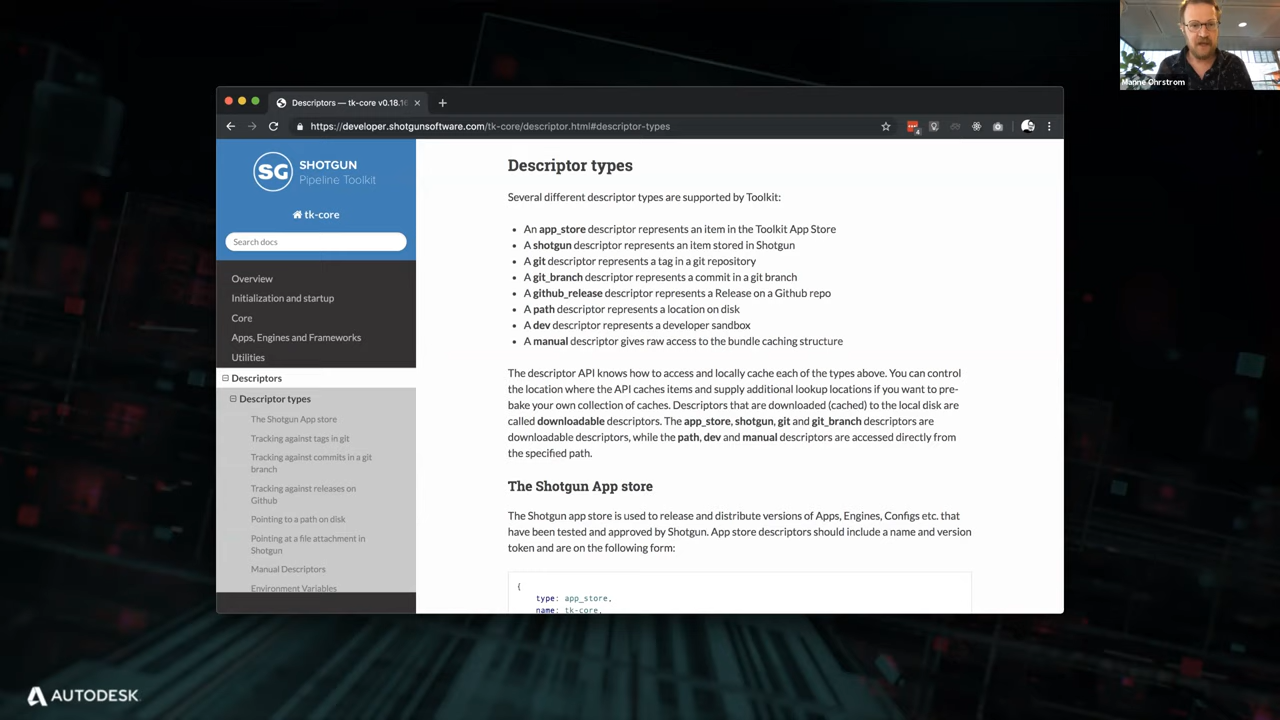 Manne Ohrstrom
Descriptors — tk-core v0.18.16
https://developer.shotgunsoftware.com/tk-core/descriptor.html#descriptor-types
SG
SHOTGUN
Pipeline Toolkit
tk-core
Search docs
Overview
Initialization and startup
Core
Apps, Engines and Frameworks
Utilities
Descriptors
Descriptor types
The Shotgun App store
Tracking against tags in git
Tracking against commits in a git
branch
Tracking against releases on
Github
Pointing to a path on disk
Pointing at a file attachment in
Shotgun
Manual Descriptors
Environment Variables
Descriptor types
Several different descriptor types are supported by Toolkit:
• An app_store descriptor represents an item in the Toolkit App Store
• A shotgun descriptor represents an item stored in Shotgun
• A git descriptor represents a tag in a git repository
• A git_branch descriptor represents a commit in a git branch
• A github_release descriptor represents a Release on a Github repo
• A path descriptor represents a location on disk
• A dev descriptor represents a developer sandbox
• A manual descriptor gives raw access to the bundle caching structure
The descriptor API knows how to access and locally cache each of the types above. You can control
the location where the API caches items and supply additional lookup locations if you want to pre-
bake your own collection of caches. Descriptors that are downloaded (cached) to the local disk are
called downloadable descriptors. The app_store, shotgun, git and git_branch descriptors are
downloadable descriptors, while the path, dev and manual descriptors are accessed directly from
the specified path.
The Shotgun App store
The Shotgun app store is used to release and distribute versions of Apps, Engines, Configs etc. that
have been tested and approved by Shotgun. App store descriptors should include a name and version
token and are on the following form:
{
type: app_store,
name: tk-core,
AUTODESK